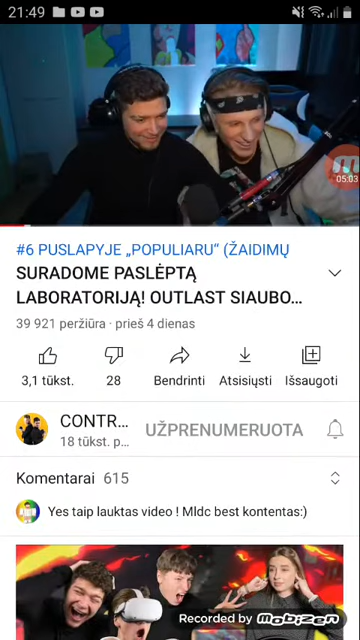 21:49
05:03
#6 PUSLAPYJE „POPULIARU“ (ŽAIDIMŲ
SURADOME PASLĖPTĄ
LABORATORIJĄ! OUTLAST SIAUBO...
39 921 peržiūra · prieš 4 dienas
3,1 tūkst.
28
Bendrinti
Atsisiųsti
Išsaugoti
CONTR...
UŽPRENUMERUOTA
18 tūkst. p...
Komentarai 615
Yes taip lauktas video ! Mldc best kontentas:)
Recorded by Mobizen